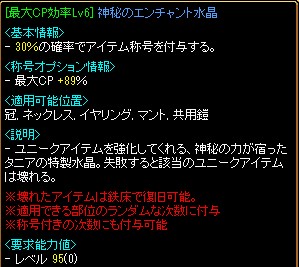 [最大CP効率Lv6] 神秘のエンチャント水晶
<基本情報>
- 30%の確率でアイテム称号を付与する。
<称号オプション情報>
- 最大CP +89%
<適用可能位置>
冠, ネックレス, イヤリング, マント, 共用鎧
<説明>
- ユニークアイテムを強化してくれる、神秘の力が宿った
タニアの特製水晶。失敗すると該当のユニークアイテム
は壊れる。
※壊れたアイテムは鉄床で復旧可能。
※適用できる部位のランダムな次数に付与
※称号付きの次数にも付与可能
<要求能力値>
- レベル 95(0)